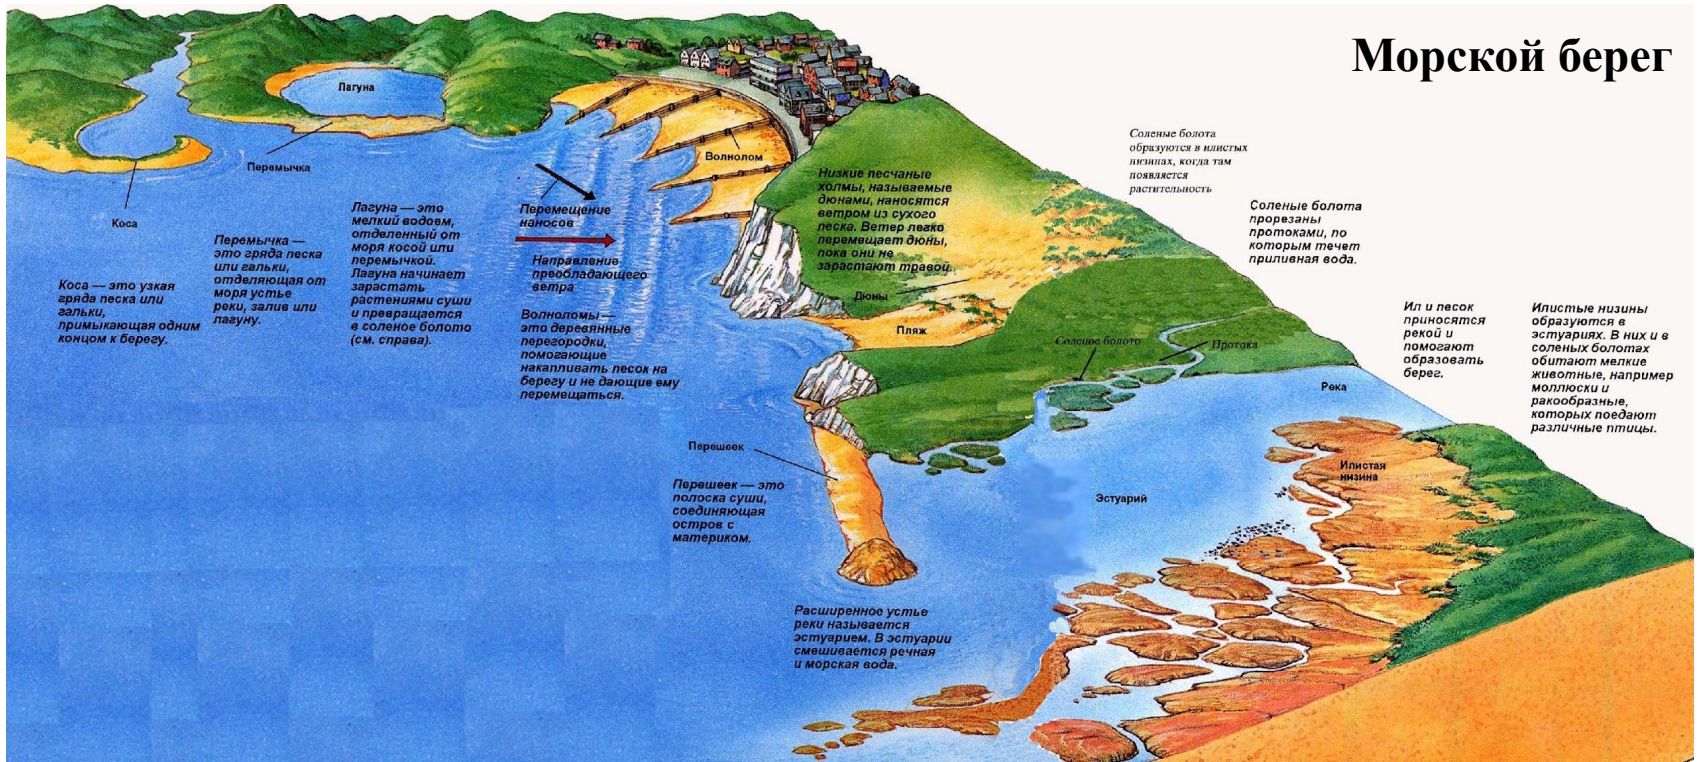 Морской берег
Лагуна
Перемычка
Коса
Волнолом
Коса — это узкая
гряда песка или
гальки,
примыкающая одним
концом к берегу.
Перемычка —
это гряда песка
или гальки,
отделяющая от
моря устье
реки, залив или
лагуну.
Лагуна — это
мелкий водоем,
отделенный от
моря косой или
перемычкой.
Лагуна начинает
зарастать
растениями суши
и превращается
в соленое болото
(см. справа).
Перемещение
наносов
Направление
преобладающего
ветра
Волноломы —
это деревянные
перегородки,
помогающие
накапливать песок на
берегу и не дающие ему
перемещаться.
Низкие песчаные
холмы, называемые
дюнами, наносятся
ветром из сухого
песка. Ветер легко
перемещает дюны,
пока они не
зарастают травой.
Дюны
Пляж
Соленые болота
образуются в илистых
низинах, когда там
появляется
растительность
Соленые болота
прорезаны
протоками, по
которым течет
приливная вода.
Соленое болото
Протока
Река
Ил и песок
приносятся
рекой и
помогают
образовать
берег.
Илистые низины
образуются в
эстуариях. В них и в
соленых болотах
обитают мелкие
животные, например
моллюски и
ракообразные,
которых поедают
различные птицы.
Перешеек
Перешеек — это
полоска суши,
соединяющая
остров с
материком.
Илистая
низина
Эстуарий
Расширенное устье
реки называется
эстуарием. В эстуарии
смешивается речная
и морская вода.